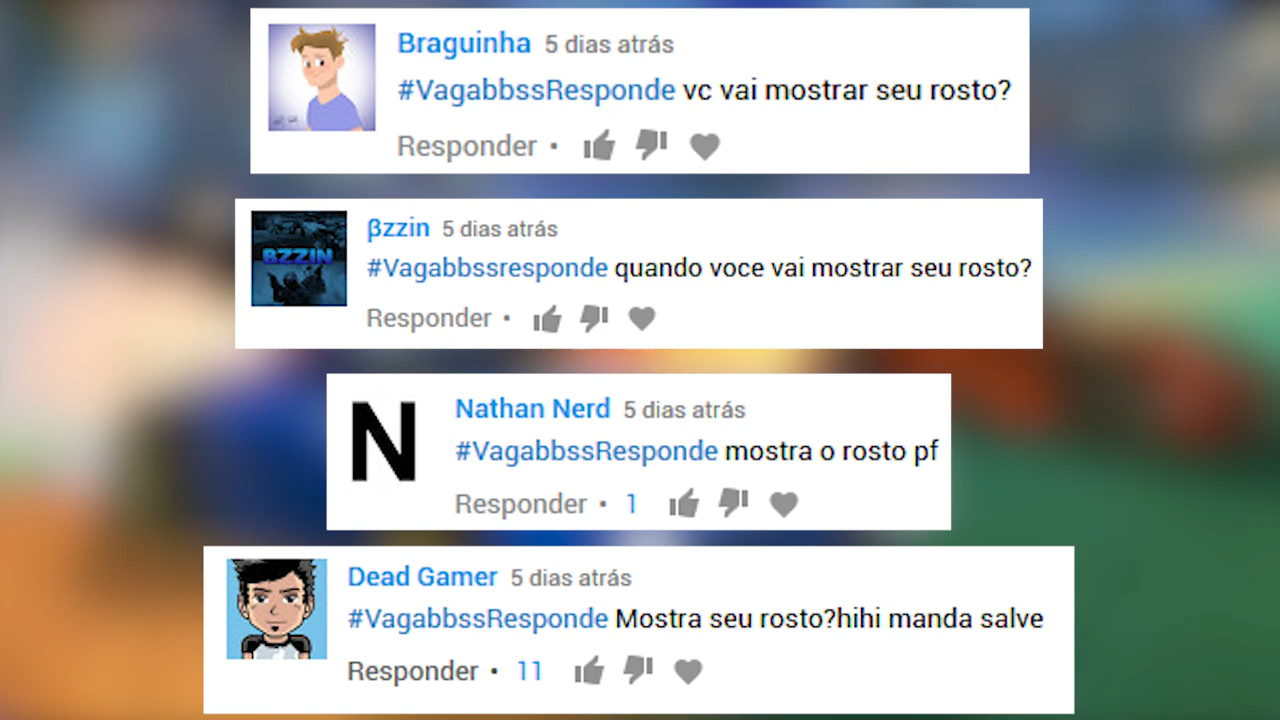 Braguinha 5 dias atrás
#VagabbssResponde vc vai mostrar seu rosto?
Responder •
BZZIN
βzzin 5 dias atrás
#Vagabbssresponde quando voce vai mostrar seu rosto?
Responder •
N
Nathan Nerd 5 dias atrás
#VagabbssResponde mostra o rosto pf
Responder • 1
Dead Gamer 5 dias atrás
#VagabbssResponde Mostra seu rosto?hihi manda salve
Responder • 11